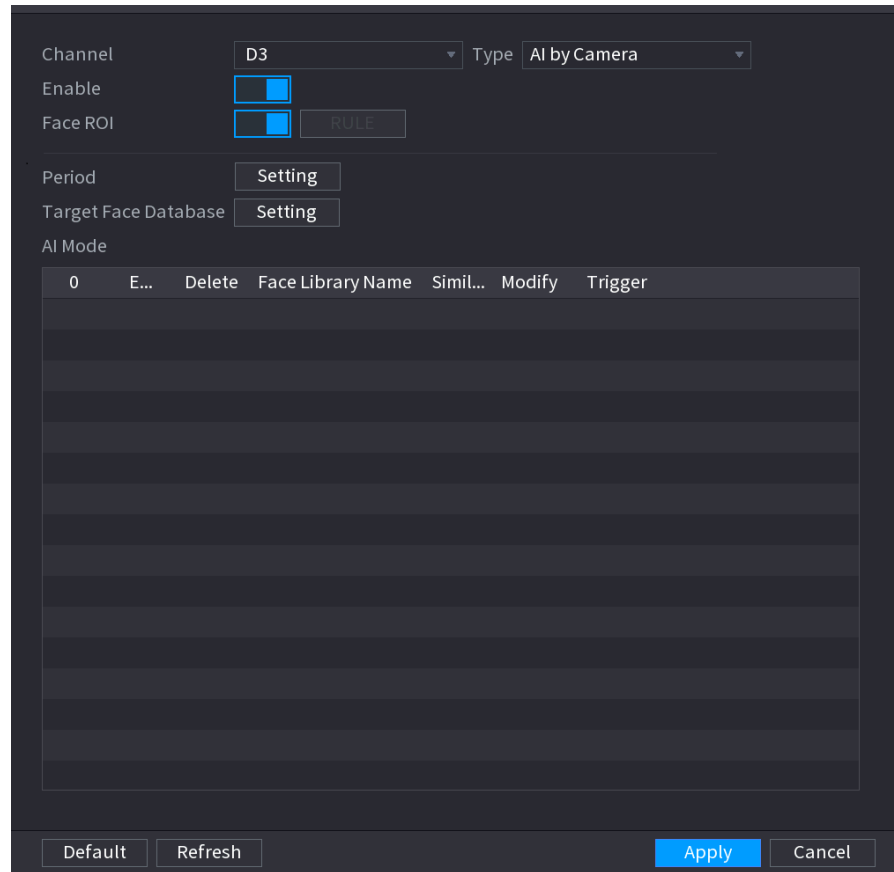 Channel D3 Type AI by Camera
Enable
Face ROI RULE
Period Setting
Target Face Database Setting
AI Mode
0 E... Delete Face Library Name Simil... Modify Trigger
Default Refresh Apply Cancel